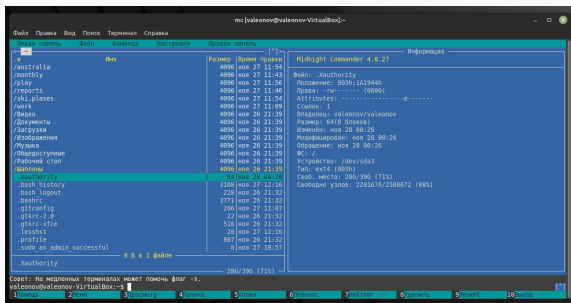 mc [valeonov@valeonov-VirtualBox]:~
Файл Правка Вид Поиск Терминал Справка
Левая панель Файл Команда Настройки Правая панель
<- ~ .[^]> Информация
.и Имя Размер Время правки Midnight Commander 4.8.27
/australia 4096 ноя 27 11:54
/monthly 4096 ноя 27 11:43 Файл: .Xauthority
/play 4096 ноя 27 11:56 Положение: 803h:1A1944h
/reports 4096 ноя 27 11:46 Права: -rw------- (0600)
/ski.plases 4096 ноя 27 11:54 Attributes: -----------------e-------
/work 4096 ноя 27 11:09 Ссылок: 1
/Видео 4096 ноя 26 21:39 Владелец: valeonov/valeonov
/Документы 4096 ноя 26 21:39 Размер: 64(8 блоков)
/Загрузки 4096 ноя 26 21:39 Изменён: ноя 28 00:26
/Изображения 4096 ноя 26 21:39 Модифицирован: ноя 28 00:26
/Музыка 4096 ноя 26 21:39 Обращение: ноя 28 00:26
/Общедоступные 4096 ноя 26 21:39 ФС: /
/Рабочий стол 4096 ноя 26 21:39 Устройство: /dev/sda3
/Шаблоны 4096 ноя 26 21:39 Тип: ext4 (803h)
.Xauthority 64 ноя 28 00:26 Своб. место: 28G/39G (71%)
.bash_history 3100 ноя 27 12:16 Свободно узлов: 2281676/2588672 (88%)
.bash_logout 220 ноя 26 21:32
.bashrc 3771 ноя 26 21:32
.gitconfig 206 ноя 27 11:07
.gtkrc-2.0 22 ноя 26 21:32
.gtkrc-xfce 516 ноя 26 21:32
.lesshst 20 ноя 27 12:16
.profile 807 ноя 26 21:32
.sudo_as_admin_successful 0 ноя 27 10:57
0 Б в 1 файле
.Xauthority
28G/39G (71%)
Совет: На медленных терминалах может помочь флаг -s.
valeonov@valeonov-VirtualBox:~$ [^]
1Помощь 2Меню 3Просмотр 4Правка 5Копия 6Перенос 7НвКтлог 8Удалить 9МенюМС 10Выход